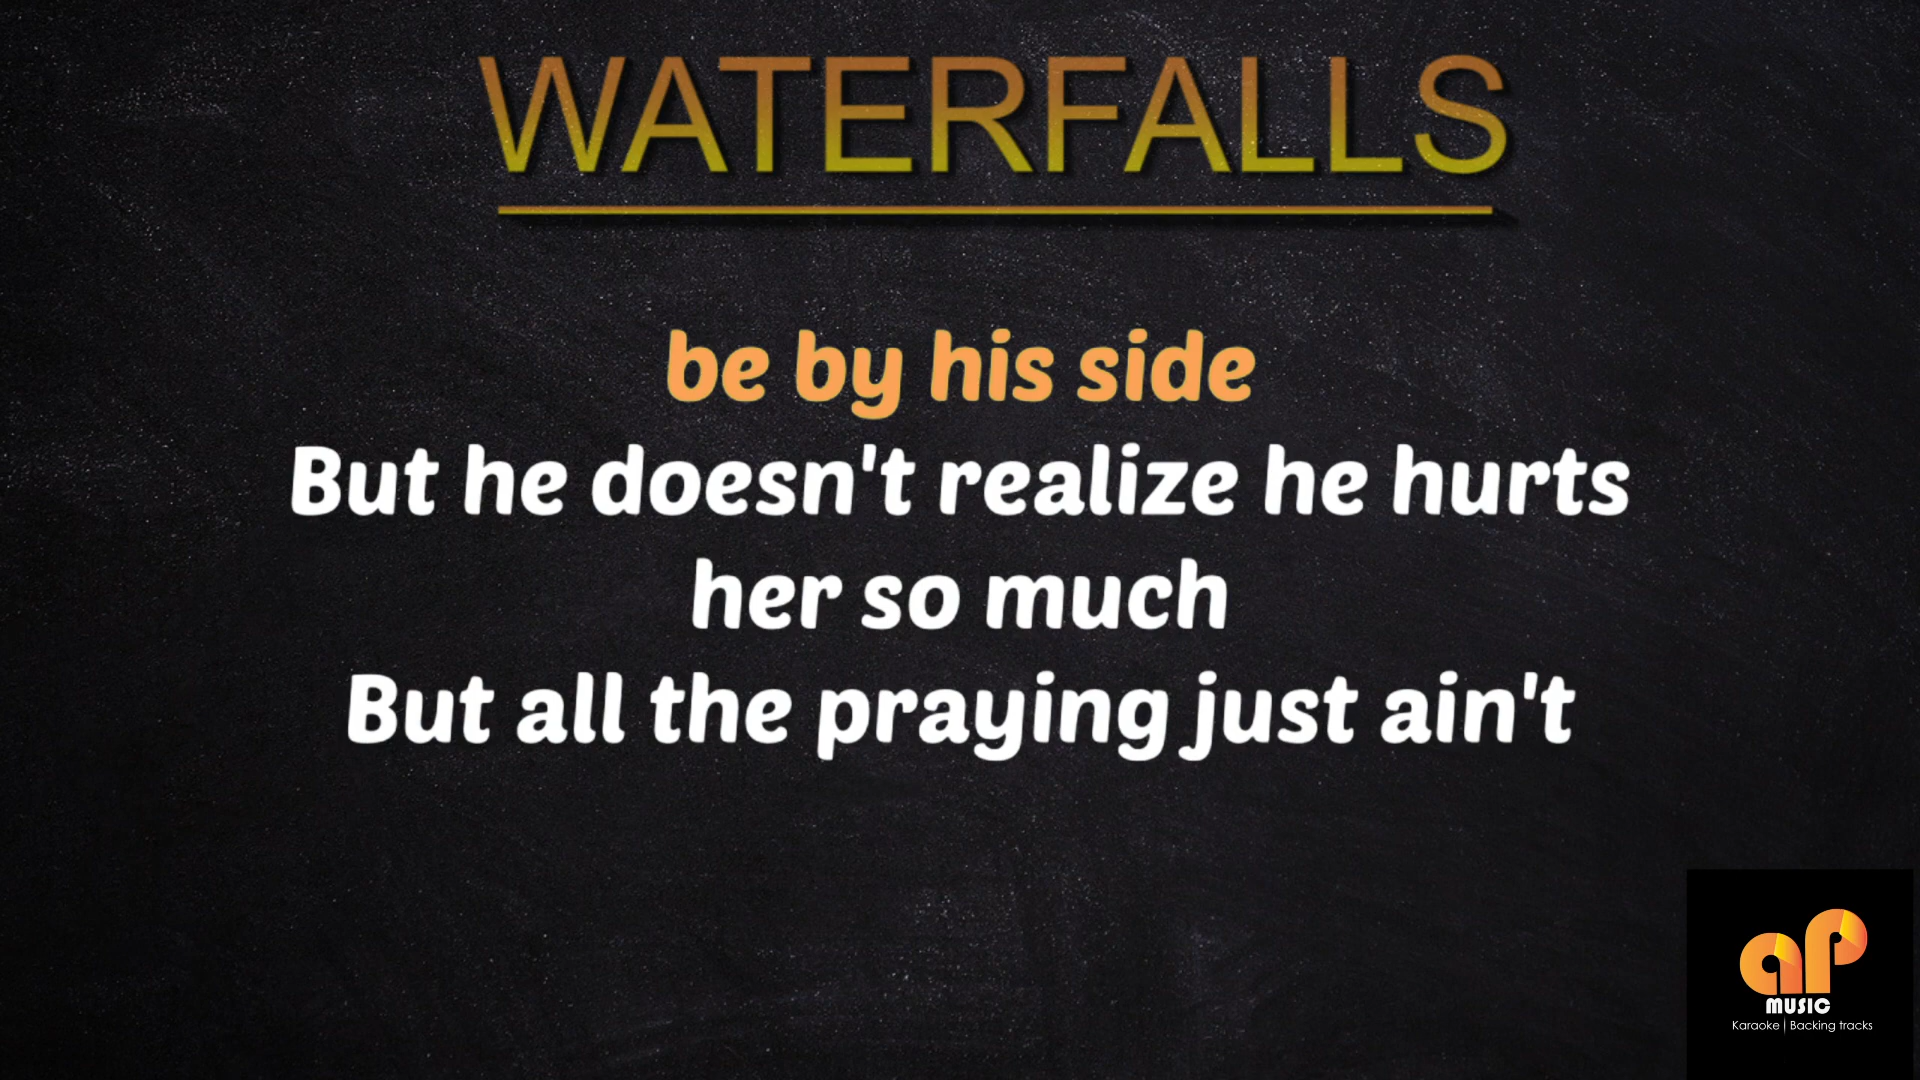 WATERFALLS
be by his side
But he doesn't realize he hurts
her so much
But all the praying just ain't
ap
MUSIC
Karaoke | Backing tracks